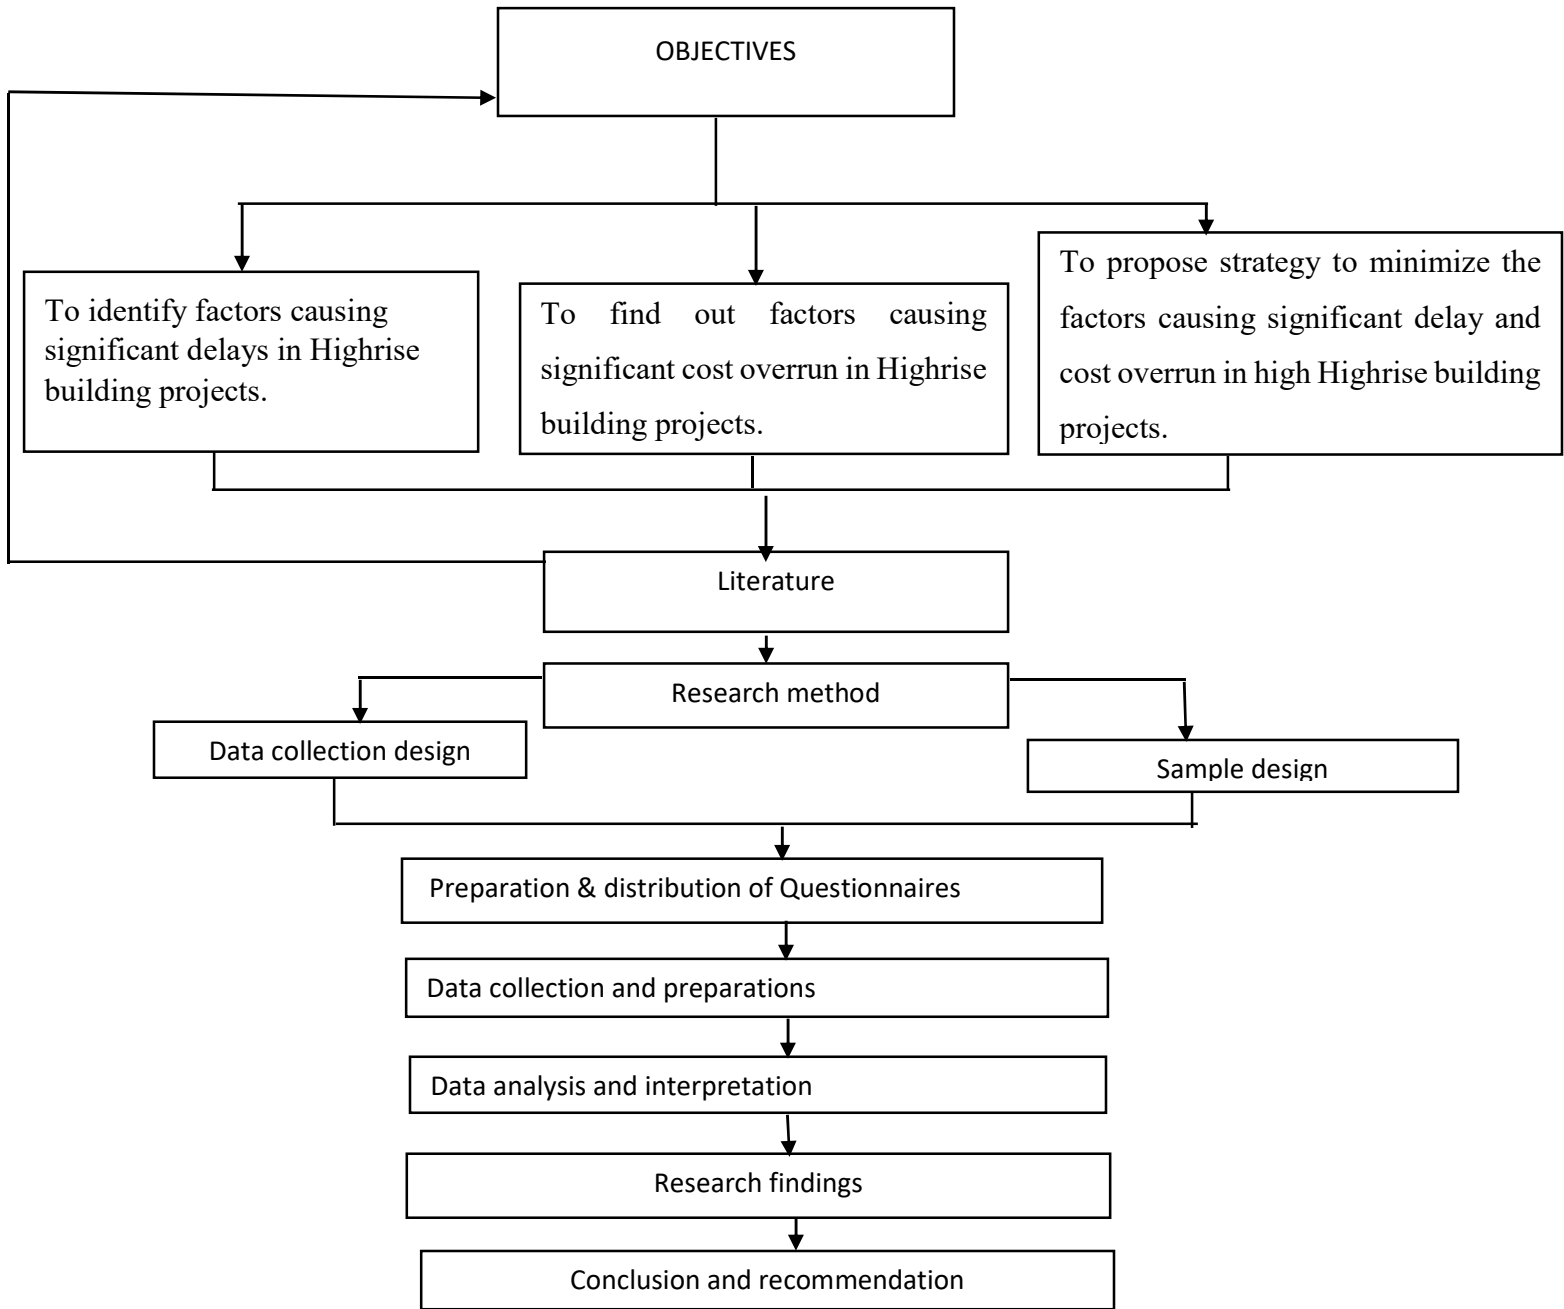 OBJECTIVES
To identify factors causing
significant delays in Highrise
building projects.
To find out factors causing
significant cost overrun in Highrise
building projects.
To propose strategy to minimize the
factors causing significant delay and
cost overrun in high Highrise building
projects.
Literature
Research method
Data collection design
Sample design
Preparation & distribution of Questionnaires
Data collection and preparations
Data analysis and interpretation
Research findings
Conclusion and recommendation